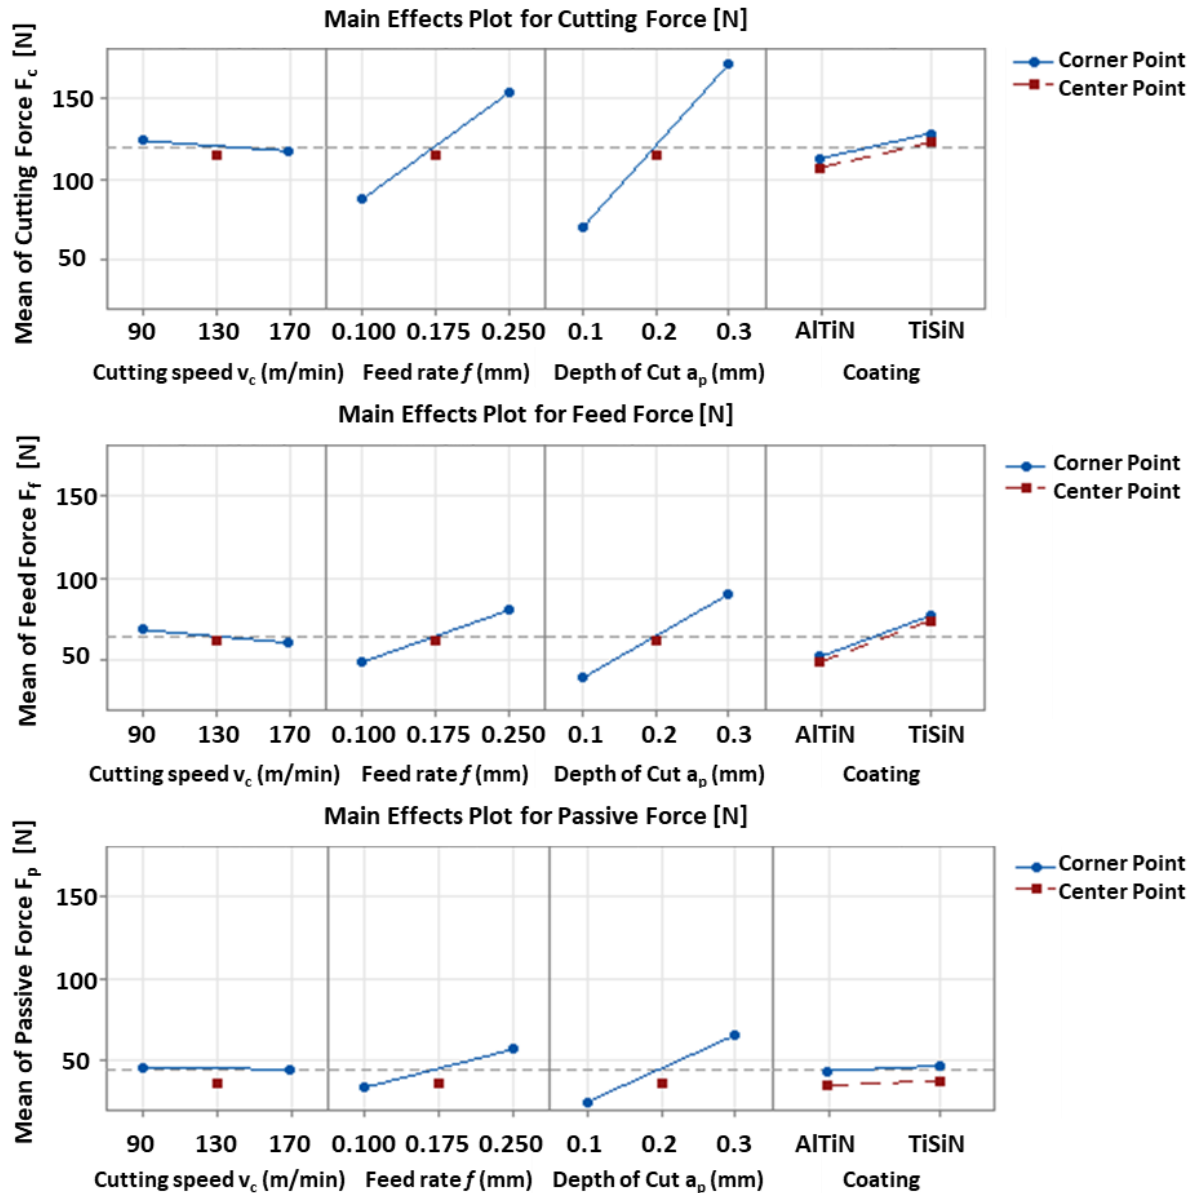 Main Effects Plot for Cutting Force [N]
Mean of Cutting Force Fc [N]
150
100
50
Corner Point
Center Point
90 130 170 0.100 0.175 0.250 0.1 0.2 0.3 AlTiN TiSiN
Cutting speed vc (m/min) Feed rate f (mm) Depth of Cut ap (mm) Coating
Main Effects Plot for Feed Force [N]
Mean of Feed Force Ff [N]
150
100
50
Corner Point
Center Point
90 130 170 0.100 0.175 0.250 0.1 0.2 0.3 AlTiN TiSiN
Cutting speed vc (m/min) Feed rate f (mm) Depth of Cut ap (mm) Coating
Main Effects Plot for Passive Force [N]
Mean of Passive Force Fp [N]
150
100
50
Corner Point
Center Point
90 130 170 0.100 0.175 0.250 0.1 0.2 0.3 AlTiN TiSiN
Cutting speed vc (m/min) Feed rate f (mm) Depth of Cut ap (mm) Coating